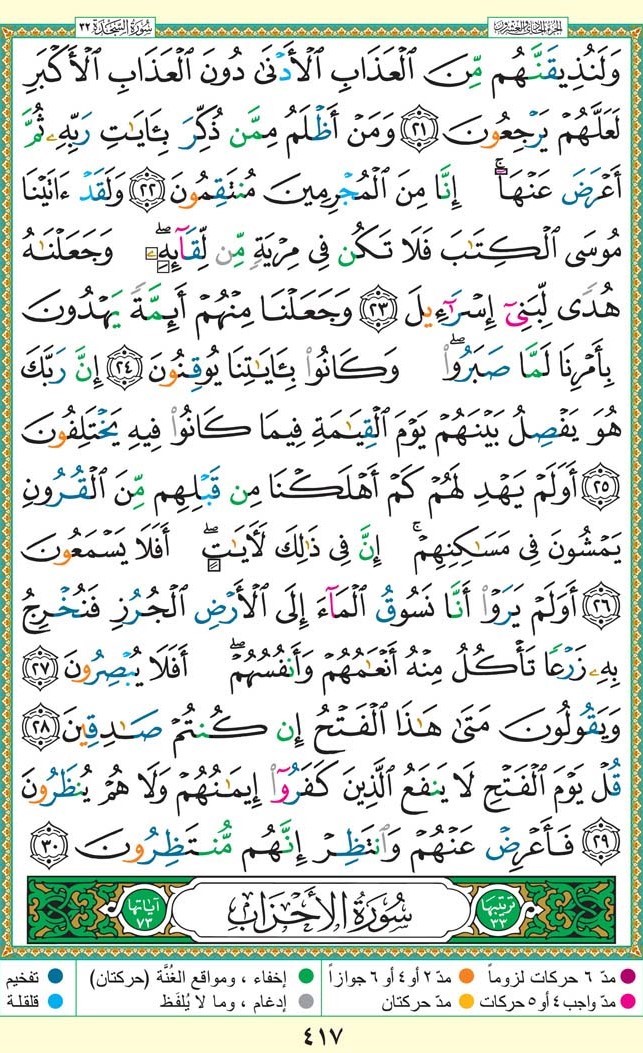 الجزء الحادي والعشرون سورة السجدة ٣٢
وَلَنُذِيقَنَّهُم مِّنَ ٱلْعَذَابِ ٱلْأَدْنَىٰ دُونَ ٱلْعَذَابِ ٱلْأَكْبَرِ
لَعَلَّهُمْ يَرْجِعُونَ ٢١ وَمَنْ أَظْلَمُ مِمَّن ذُكِّرَ بِـَٔايَـٰتِ رَبِّهِۦ ثُمَّ
أَعْرَضَ عَنْهَآ ۚ إِنَّا مِنَ ٱلْمُجْرِمِينَ مُنتَقِمُونَ ٢٢ وَلَقَدْ ءَاتَيْنَا
مُوسَى ٱلْكِتَـٰبَ فَلَا تَكُن فِى مِرْيَةٍ مِّن لِّقَآئِهِۦ ۖ وَجَعَلْنَـٰهُ
هُدًى لِّبَنِىٓ إِسْرَٰٓءِيلَ ٢٣ وَجَعَلْنَا مِنْهُمْ أَئِمَّةً يَهْدُونَ
بِأَمْرِنَا لَمَّا صَبَرُوا۟ ۖ وَكَانُوا۟ بِـَٔايَـٰتِنَا يُوقِنُونَ ٢٤ إِنَّ رَبَّكَ
هُوَ يَفْصِلُ بَيْنَهُمْ يَوْمَ ٱلْقِيَـٰمَةِ فِيمَا كَانُوا۟ فِيهِ يَخْتَلِفُونَ
٢٥ أَوَلَمْ يَهْدِ لَهُمْ كَمْ أَهْلَكْنَا مِن قَبْلِهِم مِّنَ ٱلْقُرُونِ
يَمْشُونَ فِى مَسَـٰكِنِهِمْ ۚ إِنَّ فِى ذَٰلِكَ لَـَٔايَـٰتٍ ۖ أَفَلَا يَسْمَعُونَ
٢٦ أَوَلَمْ يَرَوْا۟ أَنَّا نَسُوقُ ٱلْمَآءَ إِلَى ٱلْأَرْضِ ٱلْجُرُزِ فَنُخْرِجُ
بِهِۦ زَرْعًا تَأْكُلُ مِنْهُ أَنْعَـٰمُهُمْ وَأَنفُسُهُمْ ۖ أَفَلَا يُبْصِرُونَ ٢٧
وَيَقُولُونَ مَتَىٰ هَـٰذَا ٱلْفَتْحُ إِن كُنتُمْ صَـٰدِقِينَ ٢٨
قُلْ يَوْمَ ٱلْفَتْحِ لَا يَنفَعُ ٱلَّذِينَ كَفَرُوٓا۟ إِيمَـٰنُهُمْ وَلَا هُمْ يُنظَرُونَ
٢٩ فَأَعْرِضْ عَنْهُمْ وَٱنتَظِرْ إِنَّهُم مُّنتَظِرُونَ ٣٠
ترتيبها ٣٣ سُورَةُ الأَحْزَاب آياتها ٧٣
مدّ ٦ حركات لزوماً مدّ ٢ أو ٤ أو ٦ جوازاً إخفاء ، ومواقع الغُنَّة (حركتان) تفخيم
مدّ واجب ٤ أو ٥ حركات مدّ حركتان إدغام ، وما لا يُلفَظ قلقلة
٤١٧